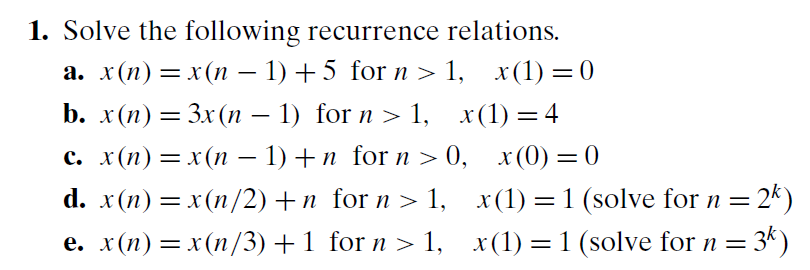 1. Solve the following recurrence relations.
a. x(n) = x(n − 1) + 5 for n > 1, x(1) = 0
b. x(n) = 3x(n − 1) for n > 1, x(1) = 4
c. x(n) = x(n − 1) + n for n > 0, x(0) = 0
d. x(n) = x(n/2) + n for n > 1, x(1) = 1 (solve for n = 2ᵏ)
e. x(n) = x(n/3) + 1 for n > 1, x(1) = 1 (solve for n = 3ᵏ)